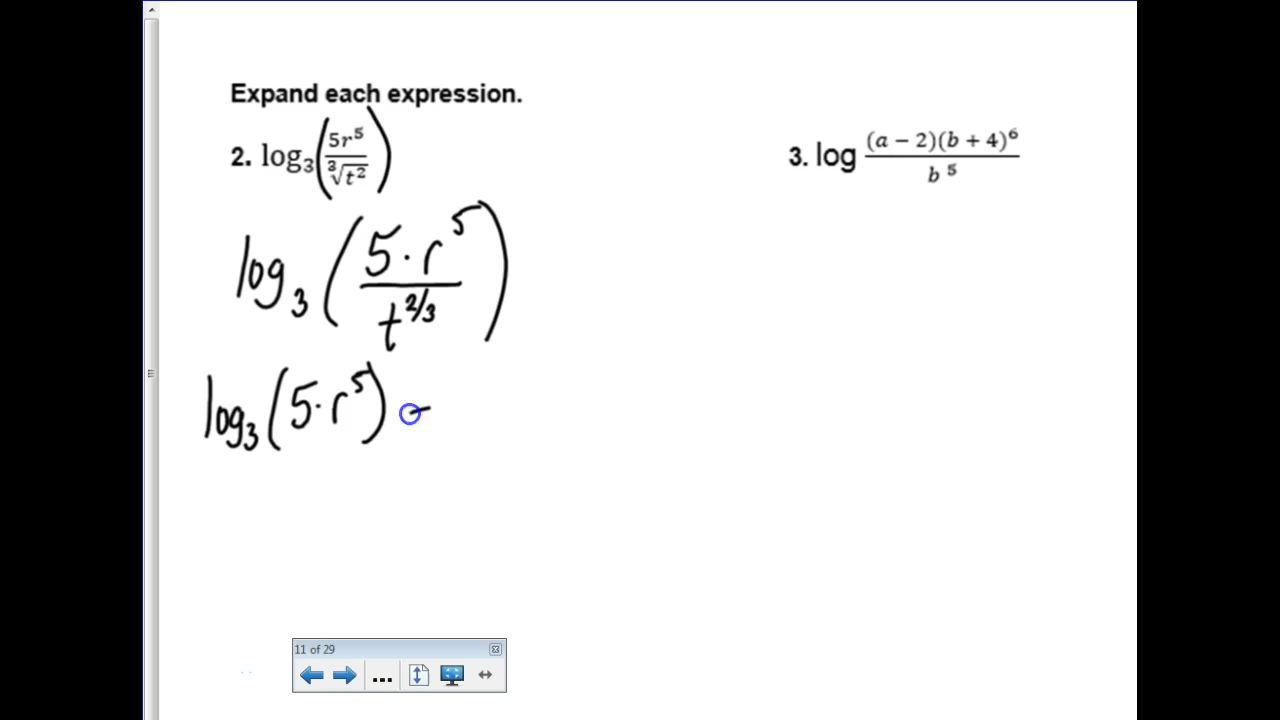 Expand each expression.
2. log₃(5r⁵/∛t²)
3. log (a − 2)(b + 4)⁶/b⁵
log₃(5·r⁵/t^2/3)
log₃(5·r⁵) -
11 of 29
...